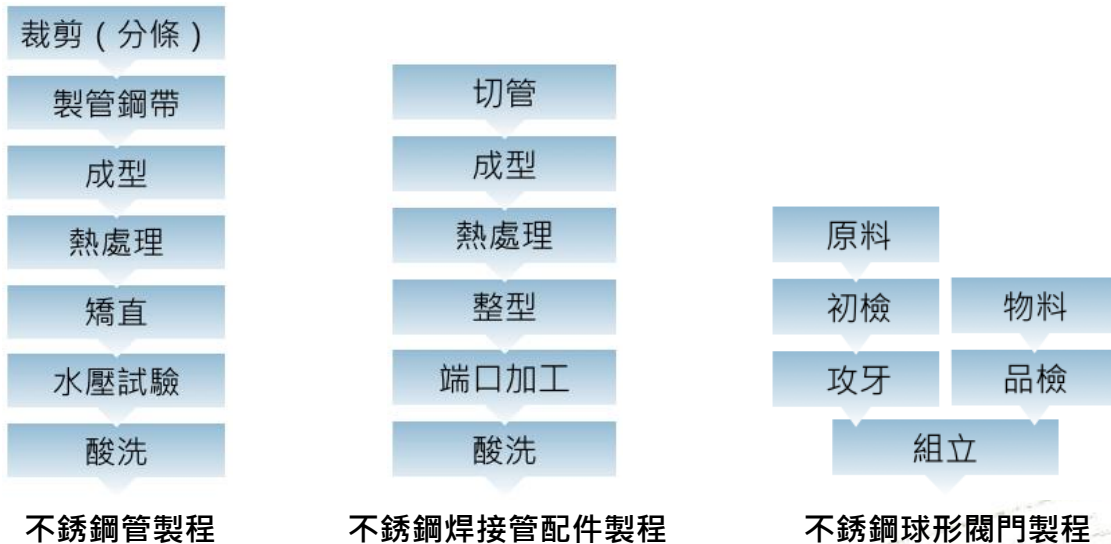 裁剪（分條）
製管鋼帶
成型
熱處理
矯直
水壓試驗
酸洗
不銹鋼管製程
切管
成型
熱處理
整型
端口加工
酸洗
不銹鋼焊接管配件製程
原料
初檢
攻牙
物料
品檢
組立
不銹鋼球形閥門製程